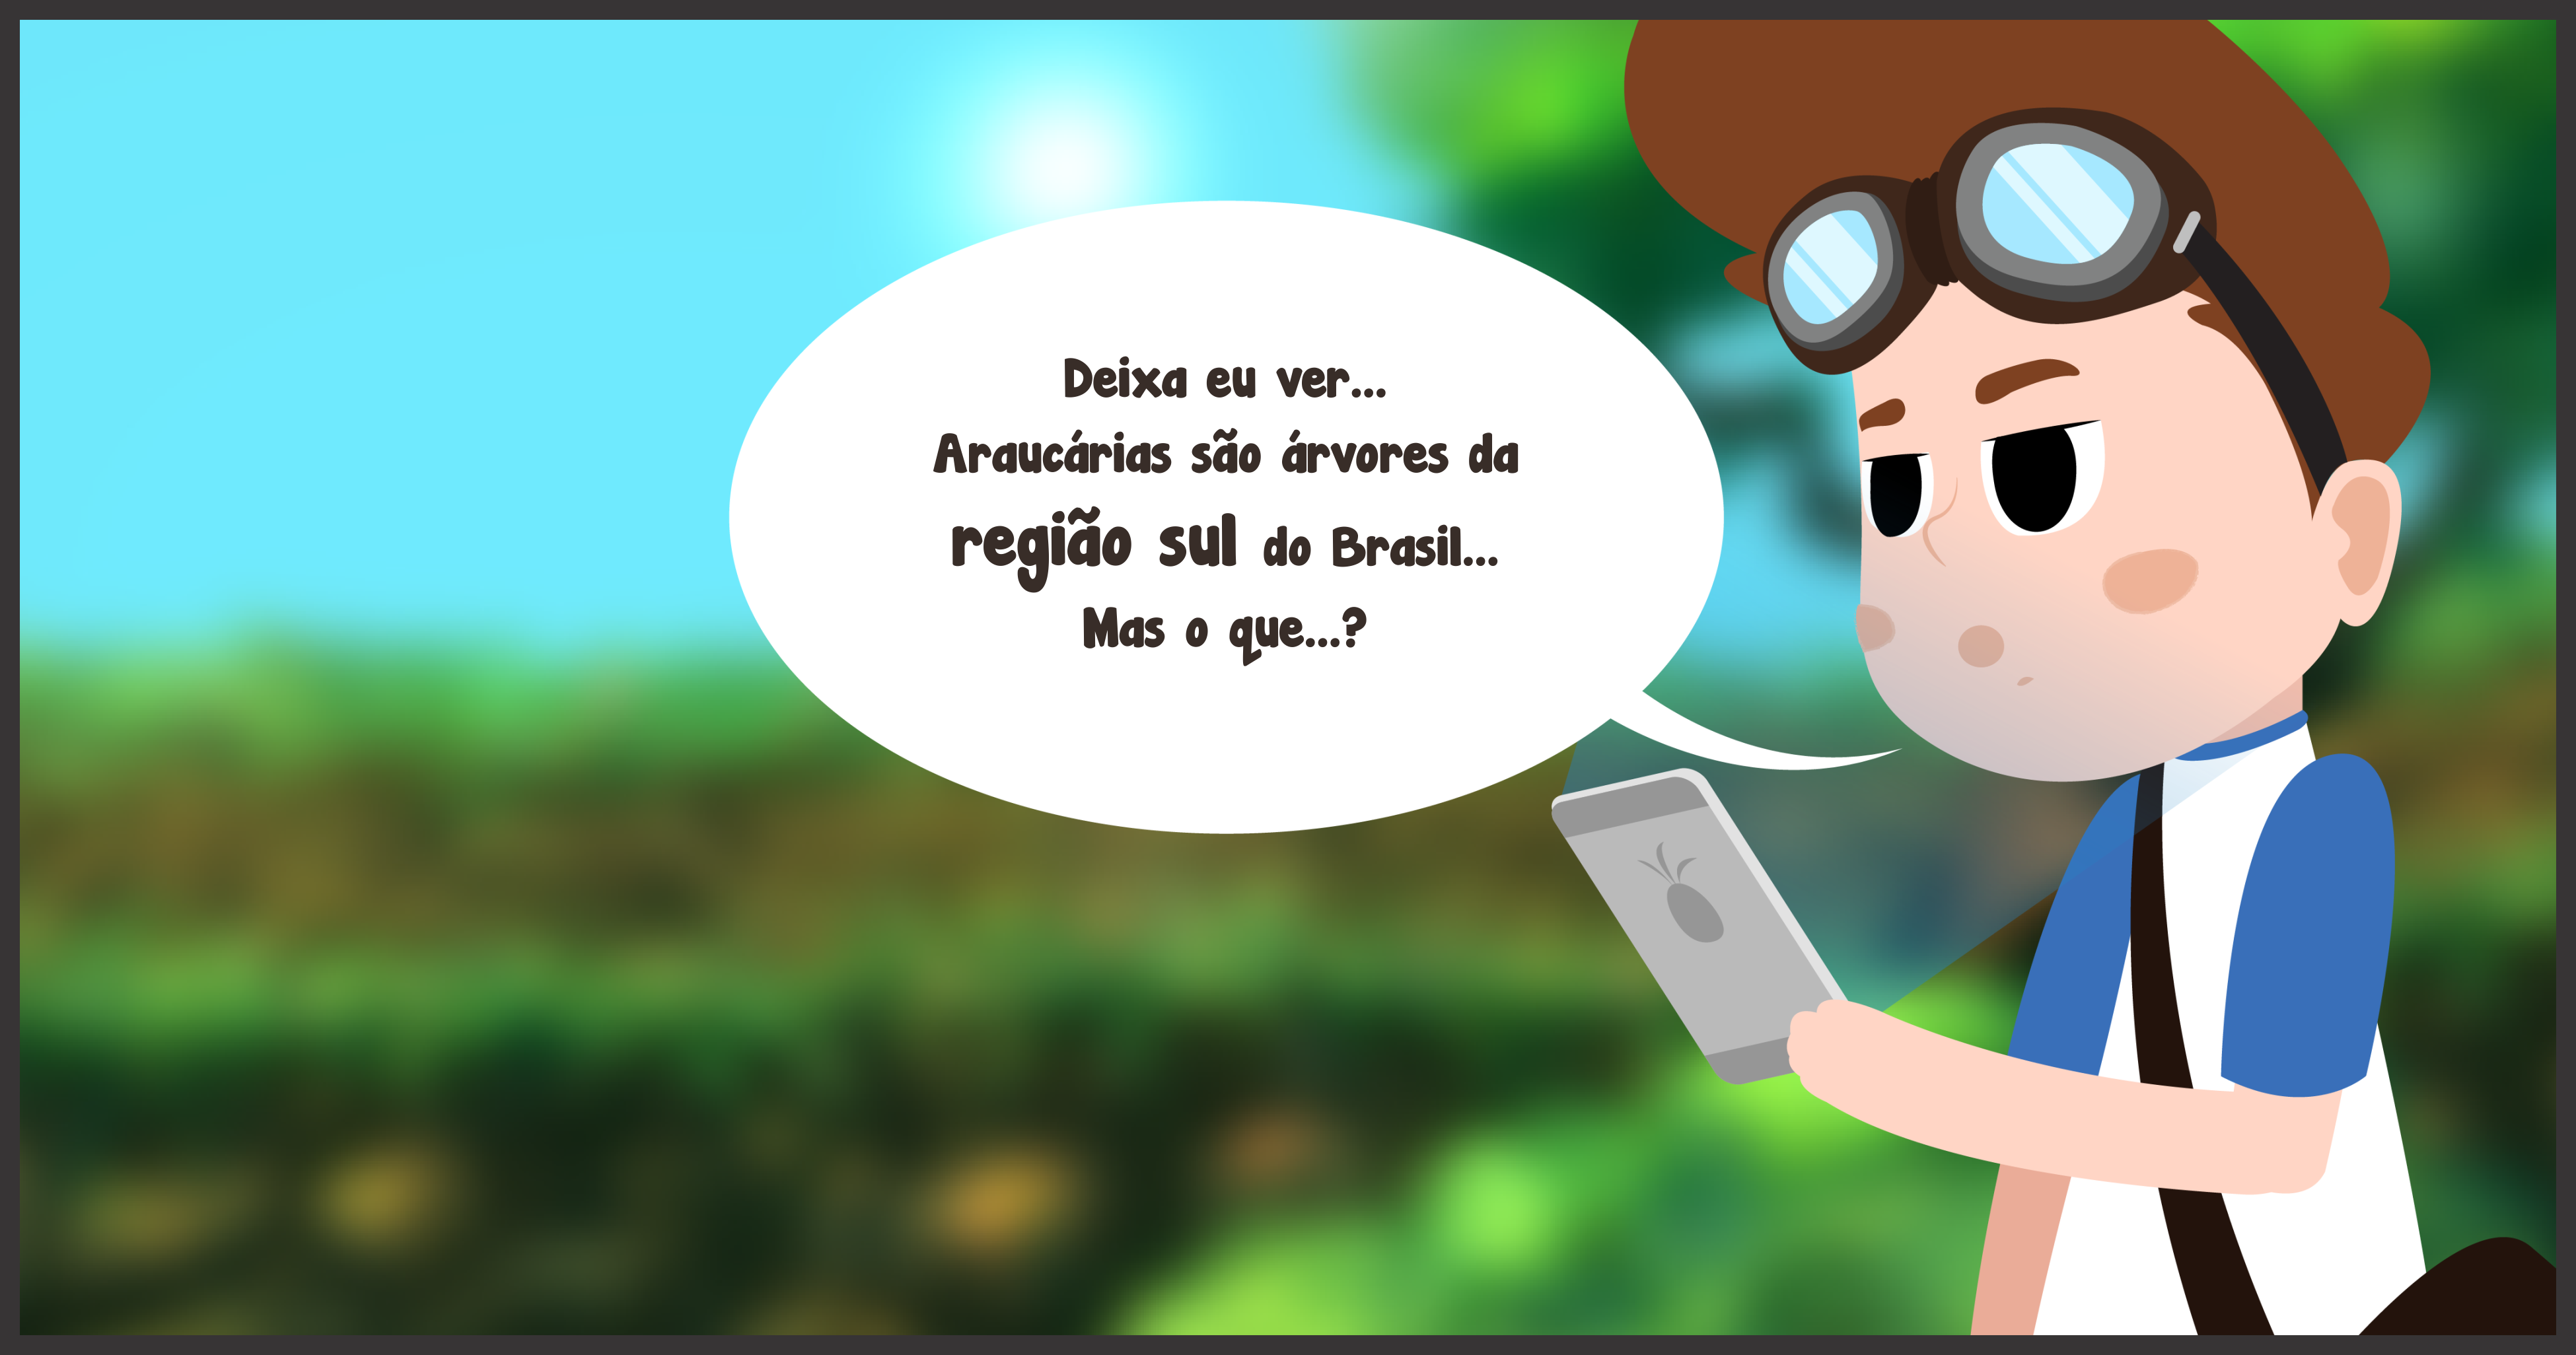 Deixa eu ver...
Araucárias são árvores da
região sul do Brasil...
Mas o que...?